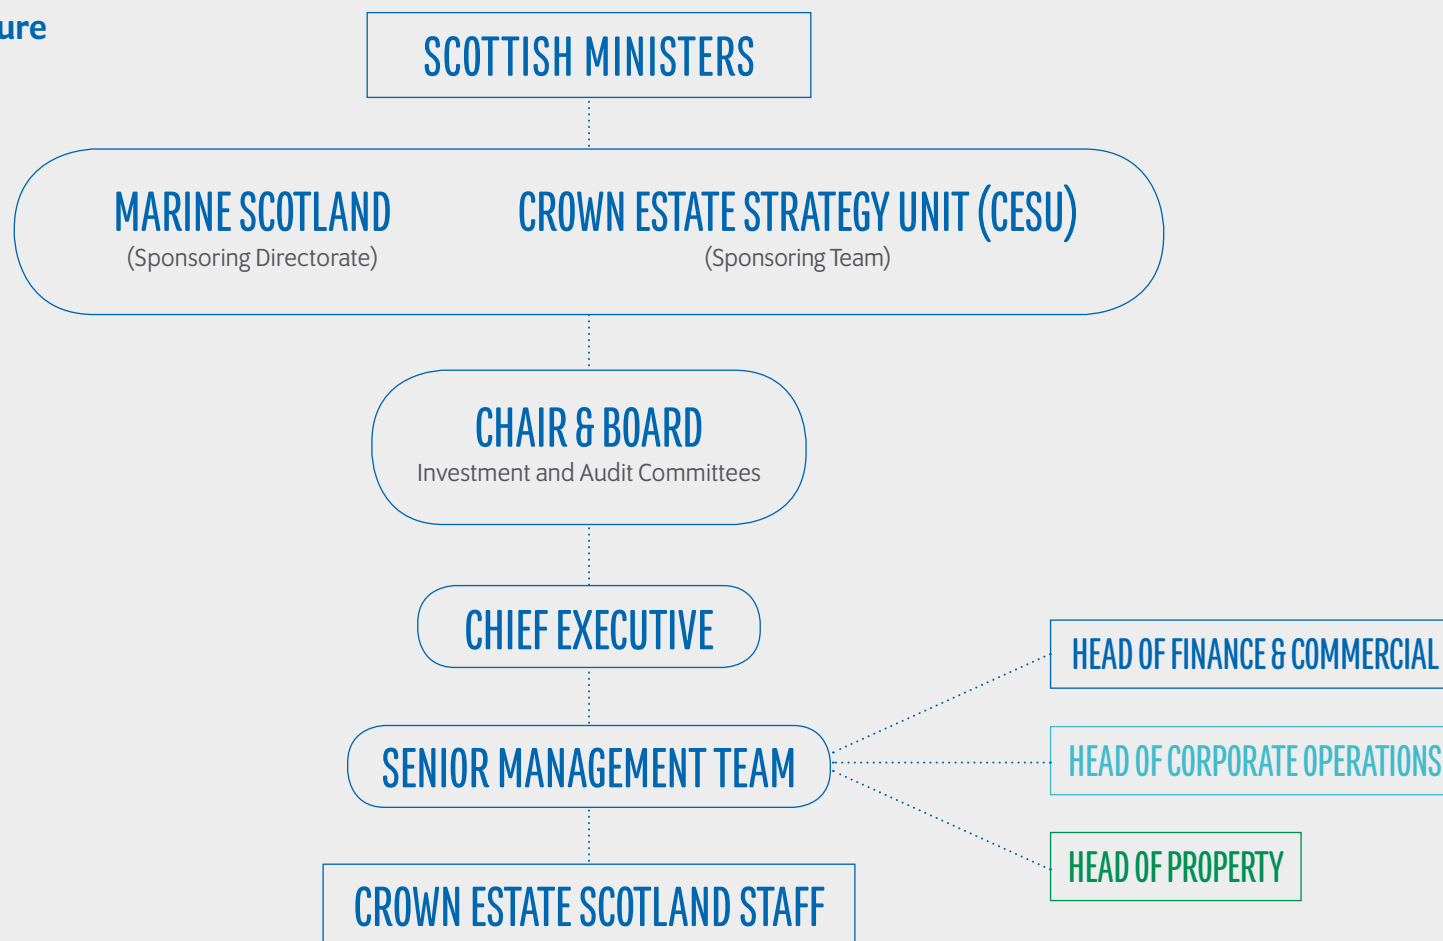 ure
SCOTTISH MINISTERS
MARINE SCOTLAND
(Sponsoring Directorate)
CROWN ESTATE STRATEGY UNIT (CESU)
(Sponsoring Team)
CHAIR & BOARD
Investment and Audit Committees
CHIEF EXECUTIVE
SENIOR MANAGEMENT TEAM
HEAD OF FINANCE & COMMERCIAL
HEAD OF CORPORATE OPERATIONS
HEAD OF PROPERTY
CROWN ESTATE SCOTLAND STAFF